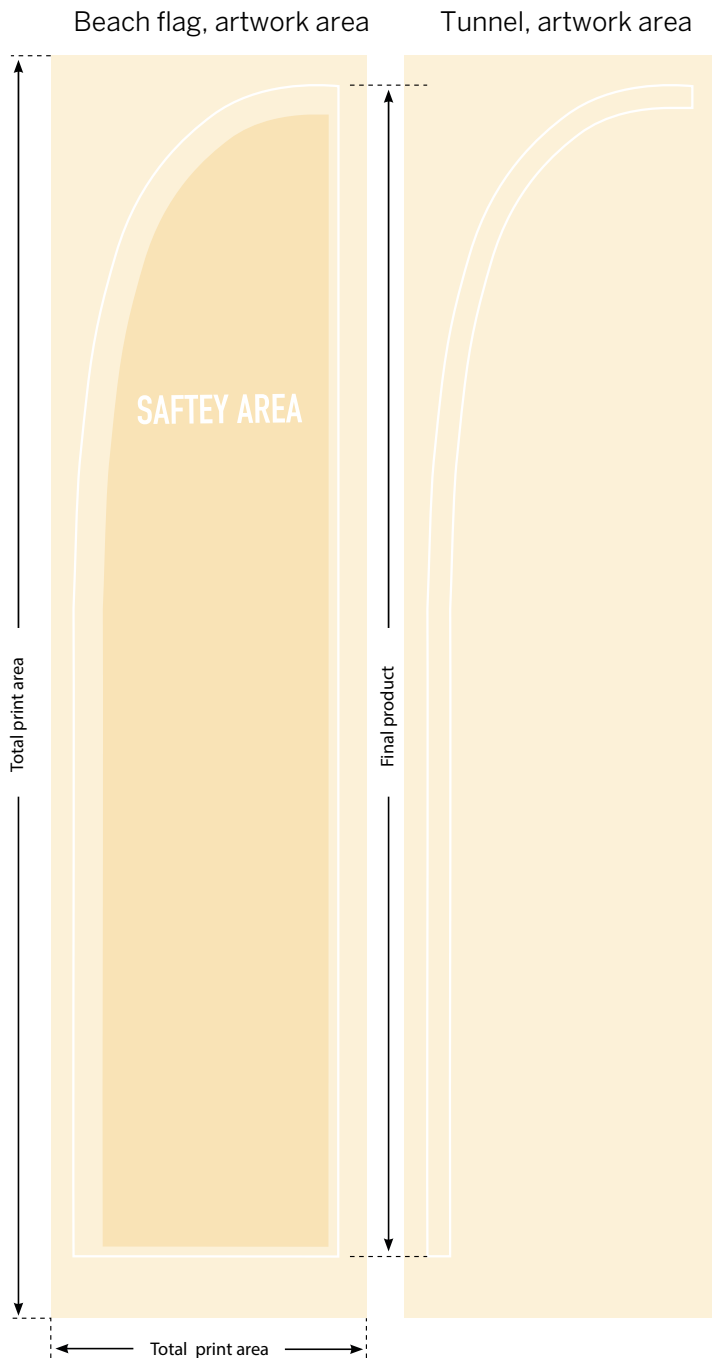 Beach flag, artwork area
Tunnel, artwork area
SAFTEY AREA
Total print area
Final product
Total print area